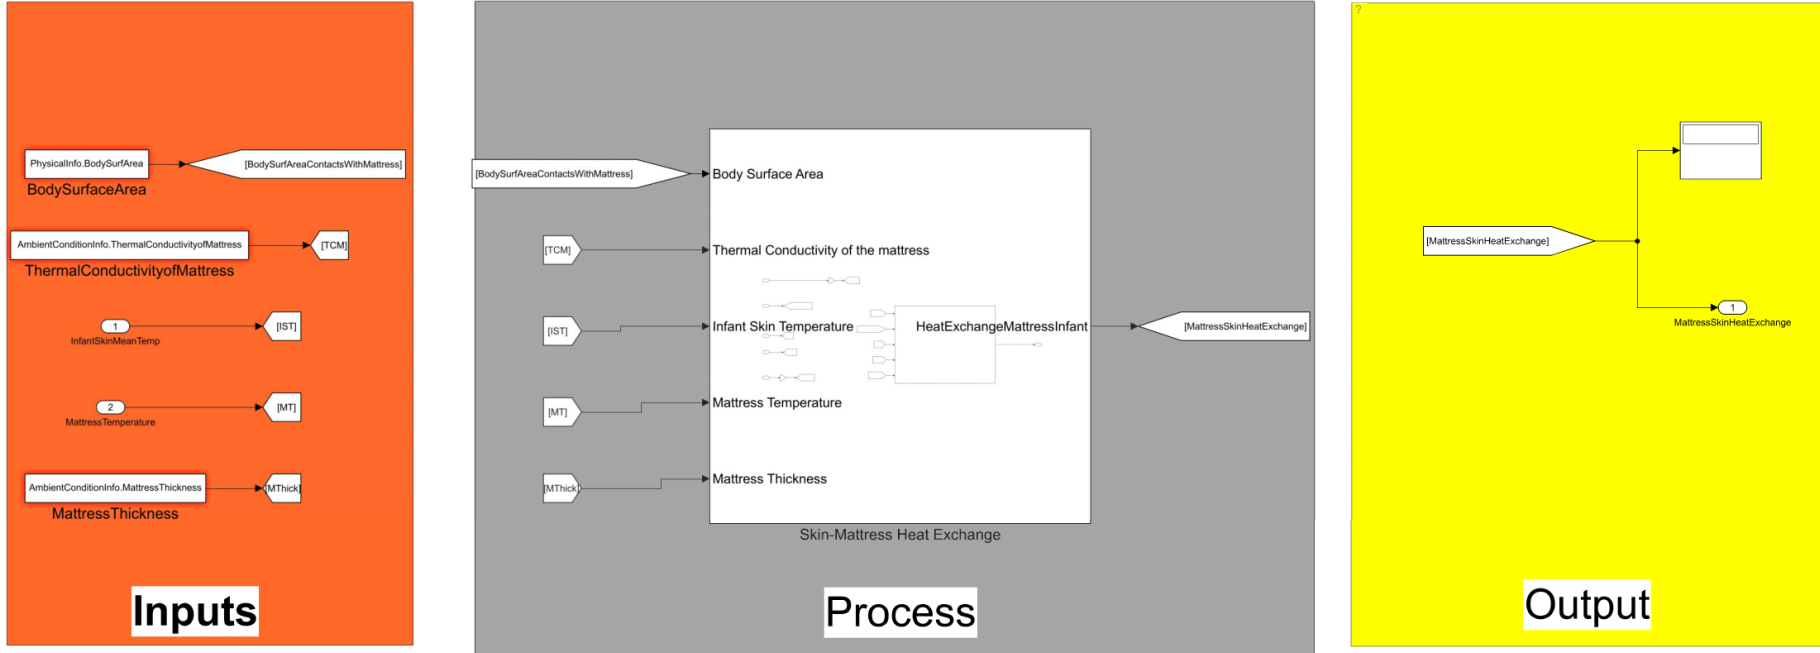 PhysicalInfo.BodySurfArea
[BodySurfAreaContactsWithMattress]
BodySurfaceArea
AmbientConditionInfo.ThermalConductivityofMattress
[TCM]
ThermalConductivityofMattress
1
[IST]
InfantSkinMeanTemp
2
[MT]
MattressTemperature
AmbientConditionInfo.MattressThickness
[MThick]
MattressThickness
Inputs
[BodySurfAreaContactsWithMattress]
Body Surface Area
[TCM]
Thermal Conductivity of the mattress
[IST]
Infant Skin Temperature
HeatExchangeMattressInfant
[MattressSkinHeatExchange]
[MT]
Mattress Temperature
[MThick]
Mattress Thickness
Skin-Mattress Heat Exchange
Process
?
[MattressSkinHeatExchange]
1
MattressSkinHeatExchange
Output